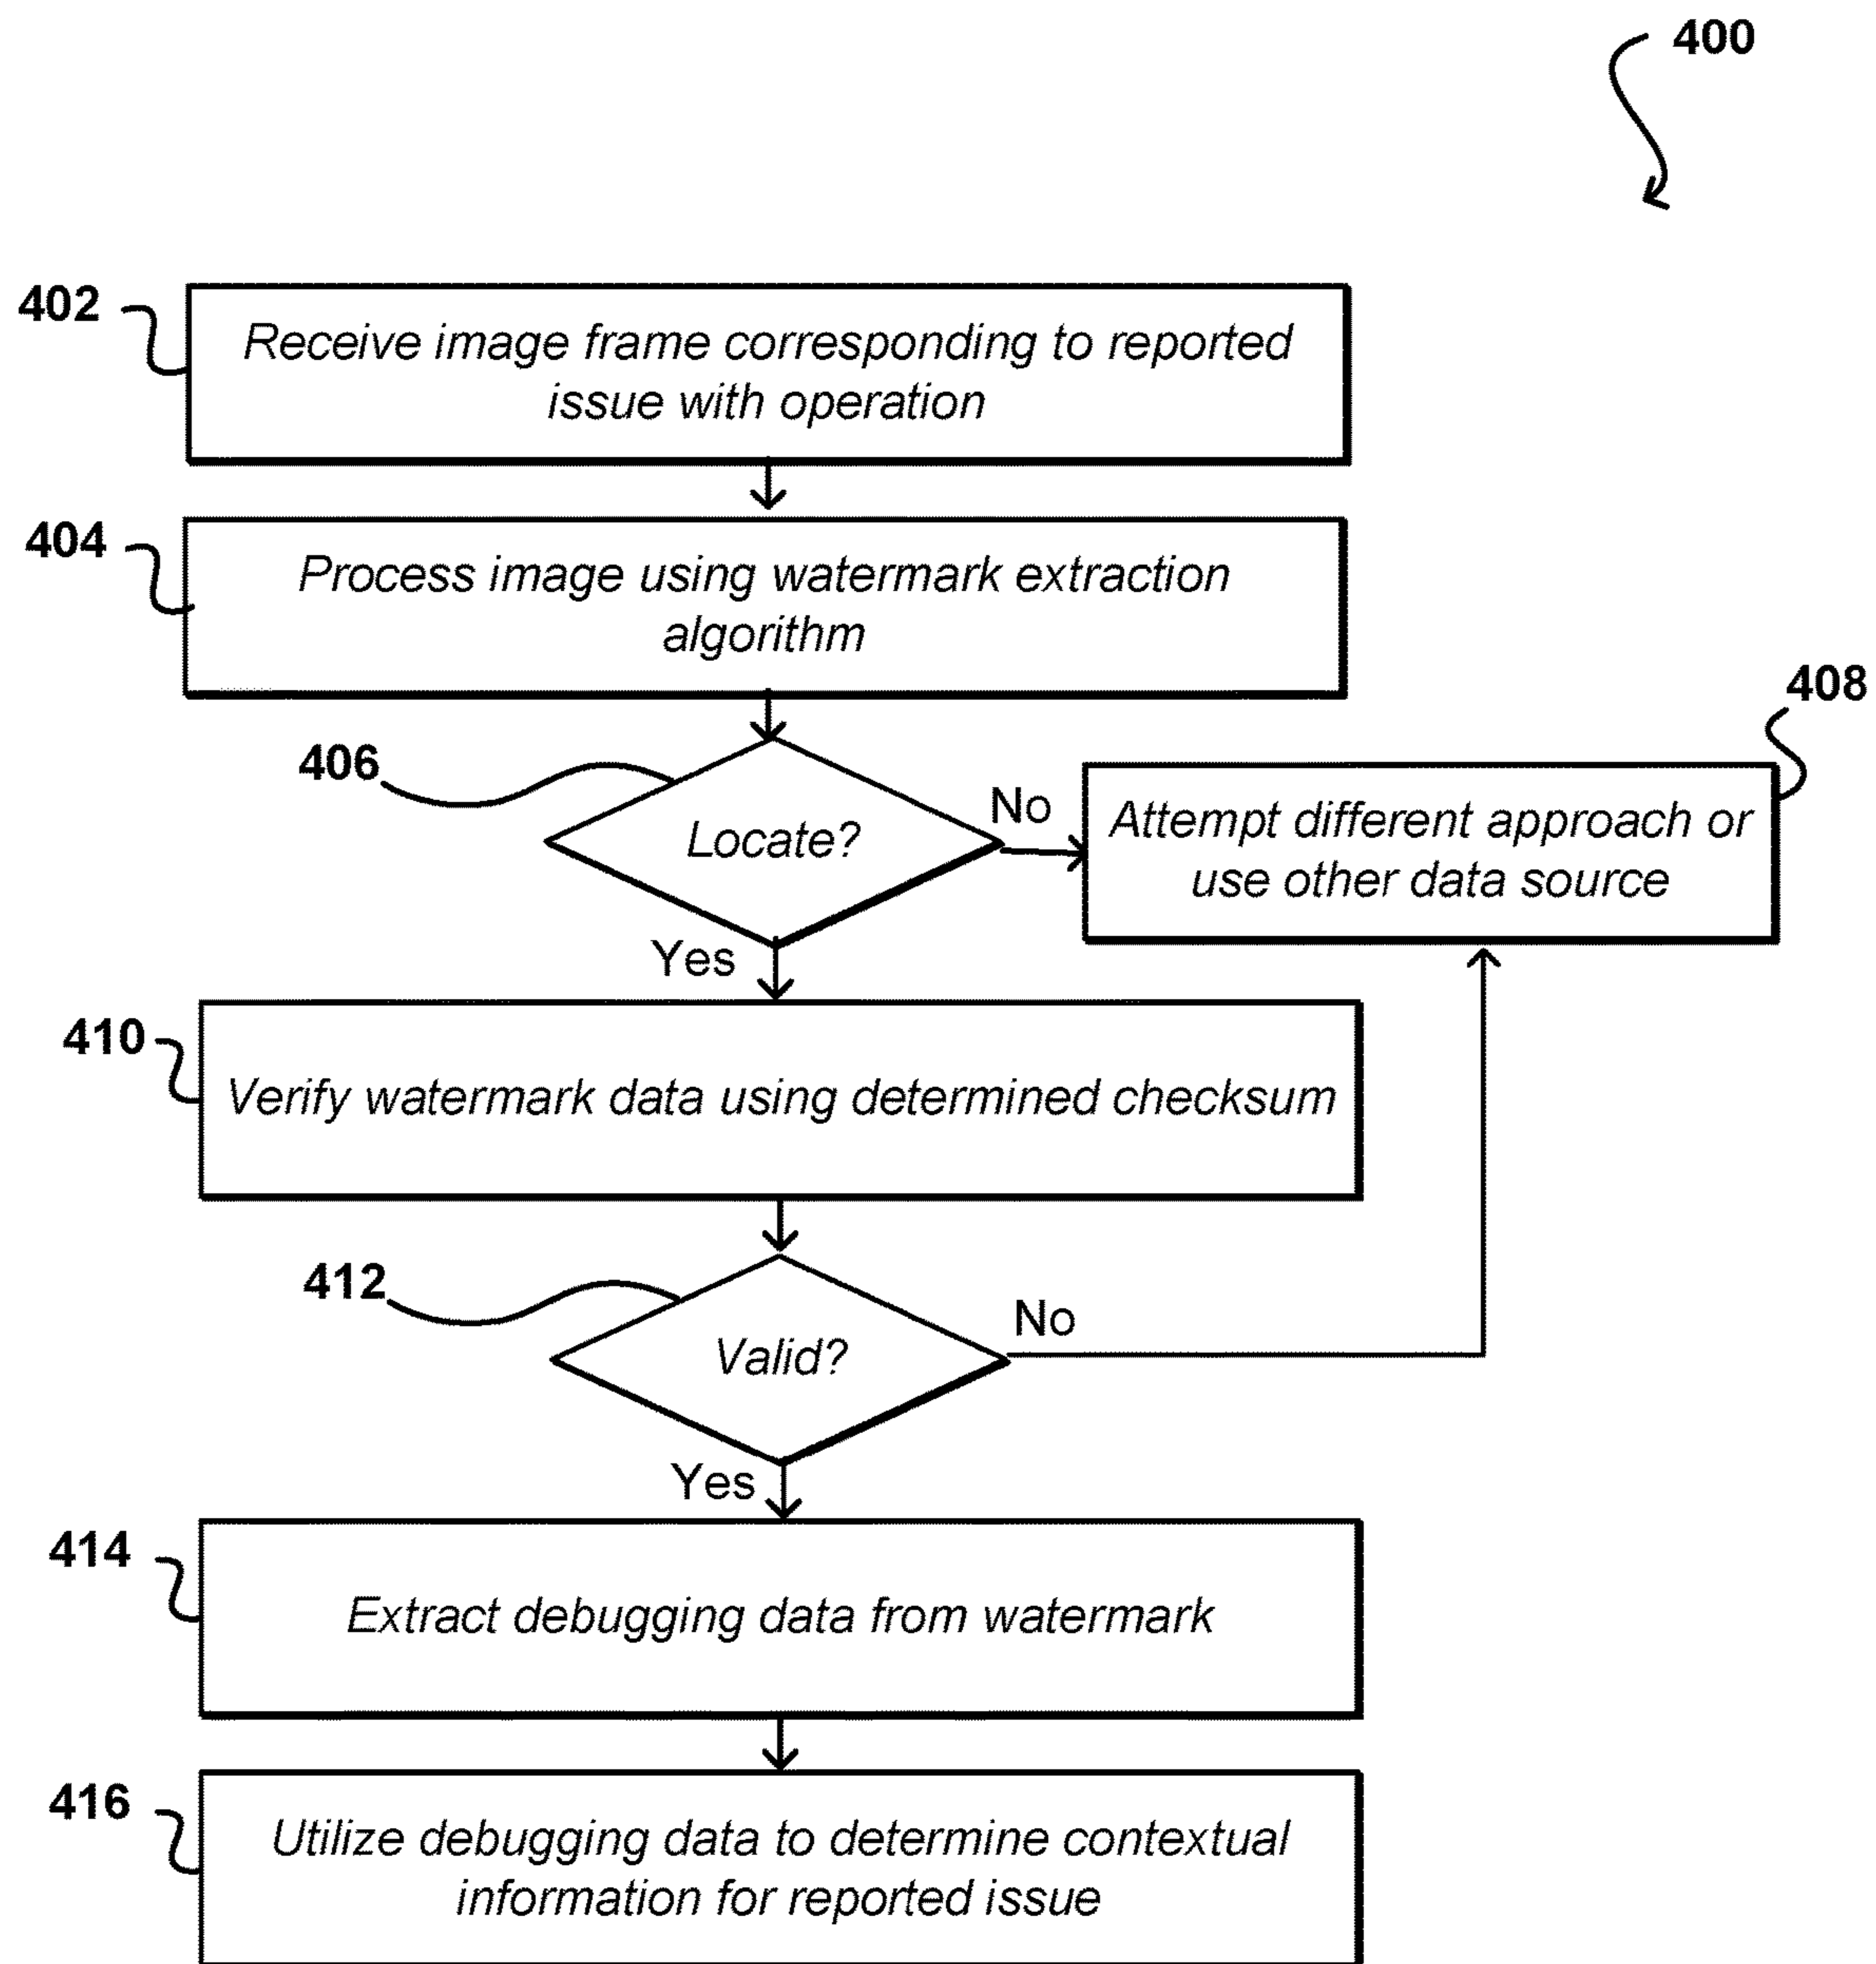 400
402
Receive image frame corresponding to reported
issue with operation
404
Process image using watermark extraction
algorithm
406
Locate?
No
408
Attempt different approach or
use other data source
Yes
410
Verify watermark data using determined checksum
412
Valid?
No
Yes
414
Extract debugging data from watermark
416
Utilize debugging data to determine contextual
information for reported issue